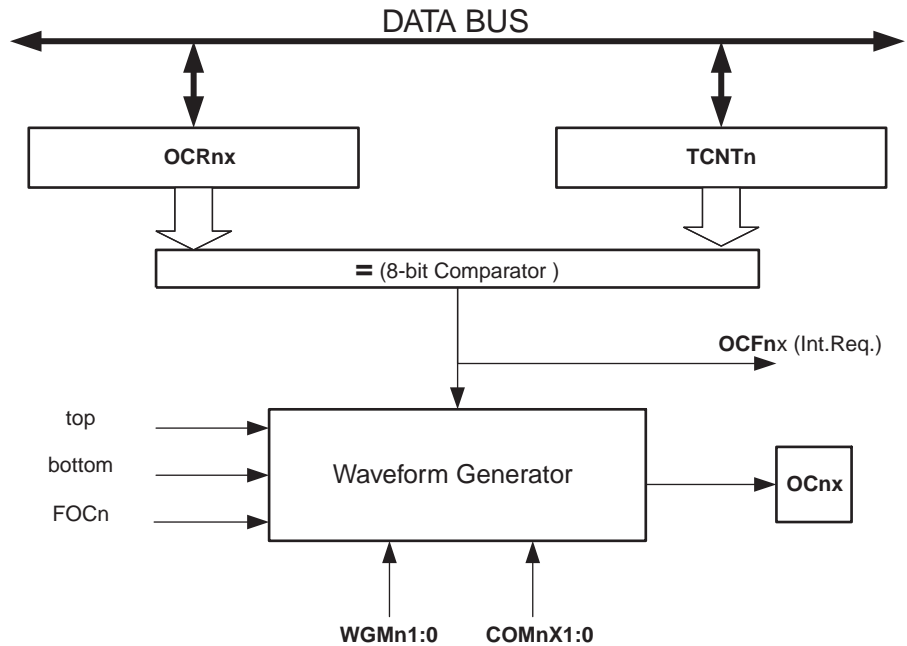 DATA BUS
OCRnx
TCNTn
= (8-bit Comparator )
OCFnx (Int.Req.)
top
bottom
FOCn
Waveform Generator
OCnx
WGMn1:0
COMnX1:0